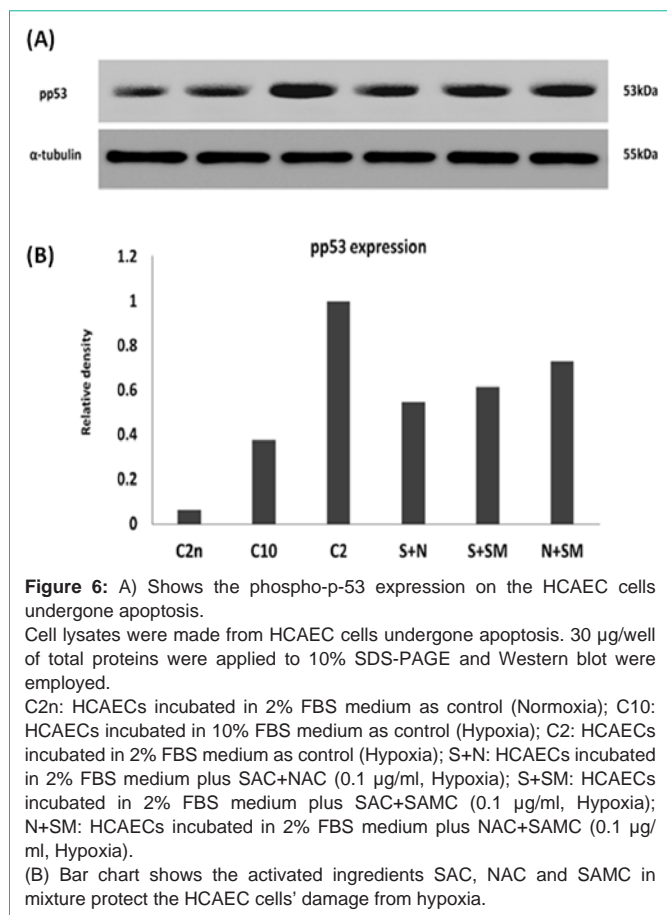 (A)
pp53
53kDa
α-tubulin
55kDa
(B)
pp53 expression
1.2
1
0.8
0.6
0.4
0.2
0
Relative density
C2n C10 C2 S+N S+SM N+SM
Figure 6: A) Shows the phospho-p-53 expression on the HCAEC cells
undergone apoptosis.
Cell lysates were made from HCAEC cells undergone apoptosis. 30 µg/well
of total proteins were applied to 10% SDS-PAGE and Western blot were
employed.
C2n: HCAECs incubated in 2% FBS medium as control (Normoxia); C10:
HCAECs incubated in 10% FBS medium as control (Hypoxia); C2: HCAECs
incubated in 2% FBS medium as control (Hypoxia); S+N: HCAECs incubated
in 2% FBS medium plus SAC+NAC (0.1 µg/ml, Hypoxia); S+SM: HCAECs
incubated in 2% FBS medium plus SAC+SAMC (0.1 µg/ml, Hypoxia);
N+SM: HCAECs incubated in 2% FBS medium plus NAC+SAMC (0.1 µg/
ml, Hypoxia).
(B) Bar chart shows the activated ingredients SAC, NAC and SAMC in
mixture protect the HCAEC cells' damage from hypoxia.